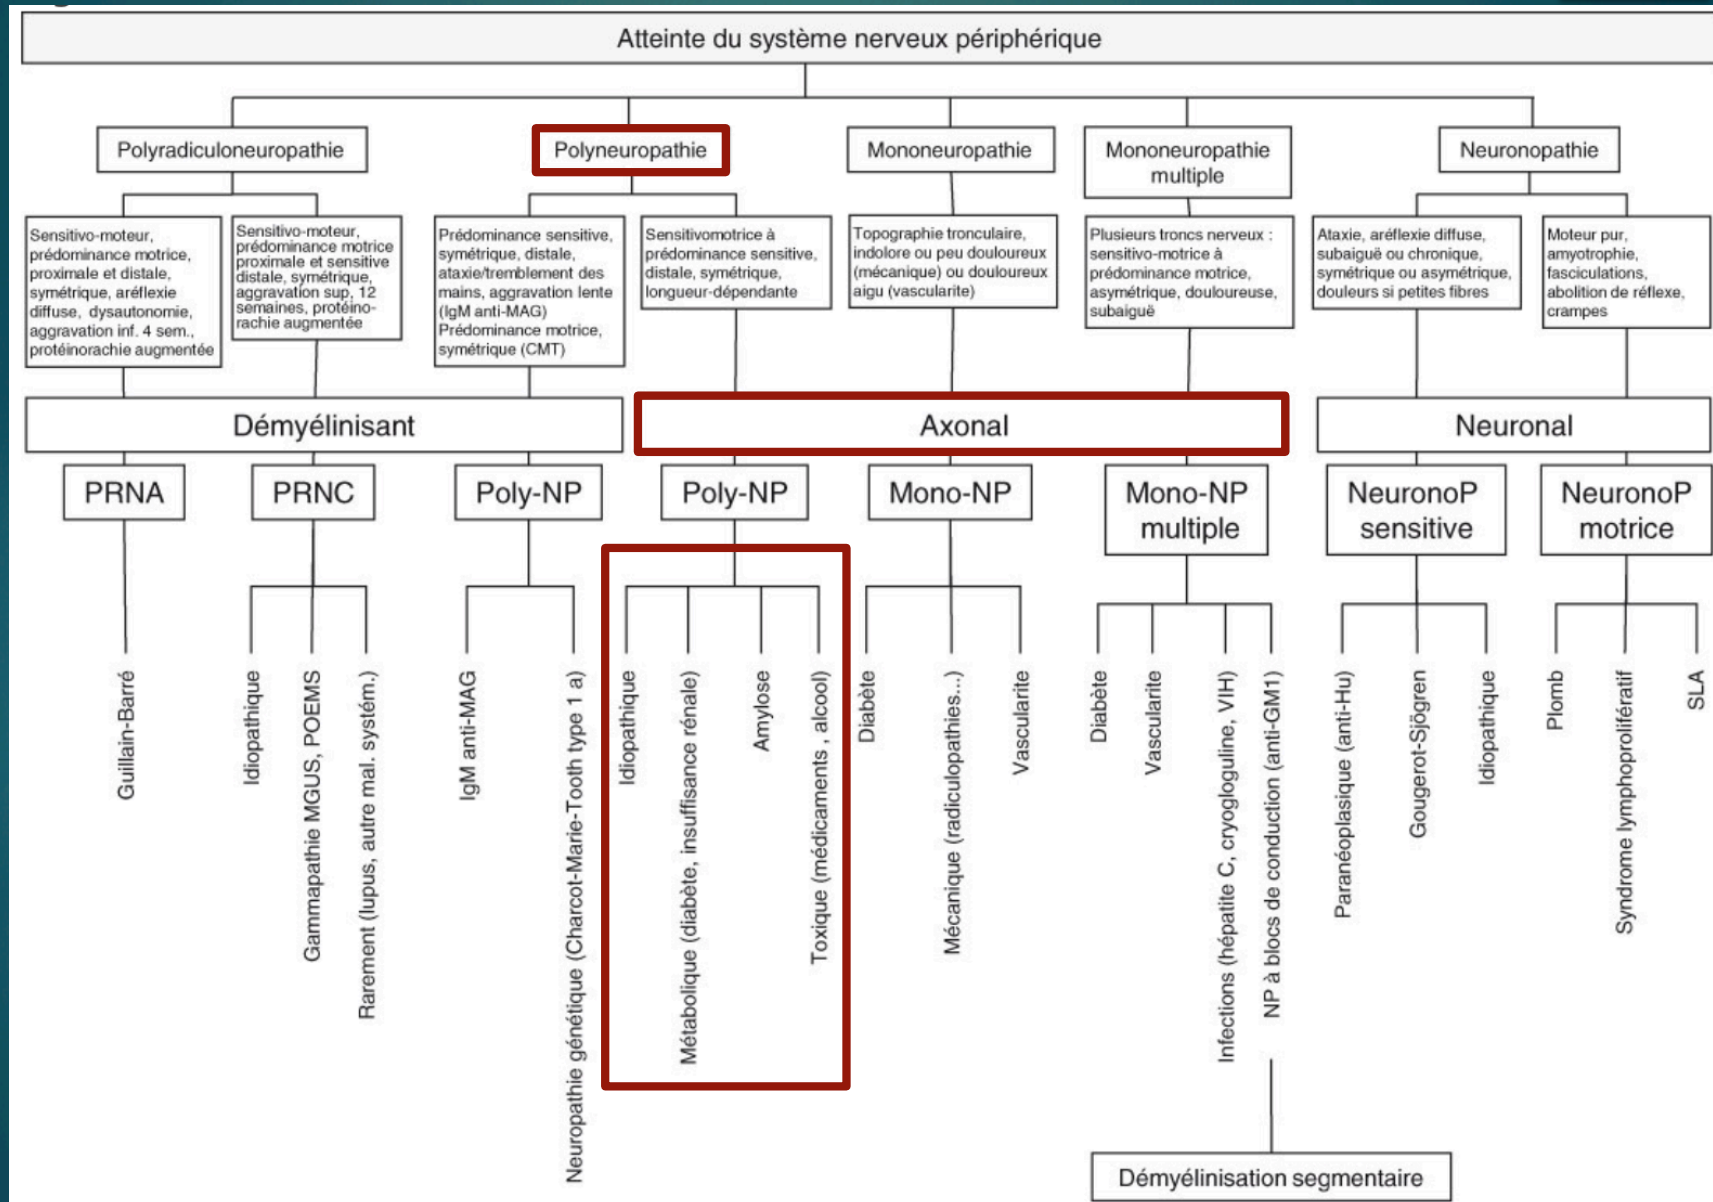 Atteinte du système nerveux périphérique
Polyradiculoneuropathie
Polyneuropathie
Mononeuropathie
Mononeuropathie
multiple
Neuronopathie
Sensitivo-moteur,
prédominance motrice,
proximale et distale,
symétrique, aréflexie
diffuse, dysautonomie,
aggravation inf. 4 sem.,
protéinorachie augmentée
Sensitivo-moteur,
prédominance motrice
proximale et sensitive
distale, symétrique,
aggravation sup, 12
semaines, protéino-
rachie augmentée
Prédominance sensitive,
symétrique, distale,
ataxie/tremblement des
mains, aggravation lente
(IgM anti-MAG)
Prédominance motrice,
symétrique (CMT)
Sensitivomotrice à
prédominance sensitive,
distale, symétrique,
longueur-dépendante
Topographie tronculaire,
indolore ou peu douloureux
(mécanique) ou douloureux
aigu (vascularite)
Plusieurs troncs nerveux :
sensitivo-motrice à
prédominance motrice,
asymétrique, douloureuse,
subaiguë
Ataxie, aréflexie diffuse,
subaiguë ou chronique,
symétrique ou asymétrique,
douleurs si petites fibres
Moteur pur,
amyotrophie,
fasciculations,
abolition de réflexe,
crampes
Démyélinisant
Axonal
Neuronal
PRNA
PRNC
Poly-NP
Poly-NP
Mono-NP
Mono-NP
multiple
NeuronoP
sensitive
NeuronoP
motrice
Guillain-Barré
Idiopathique
Gammapathie MGUS, POEMS
Rarement (lupus, autre mal. systém.)
IgM anti-MAG
Neuropathie génétique (Charcot-Marie-Tooth type 1 a)
Idiopathique
Métabolique (diabète, insuffisance rénale)
Amylose
Toxique (médicaments , alcool)
Diabète
Mécanique (radiculopathies...)
Vascularite
Diabète
Vascularite
Infections (hépatite C, cryogloguline, VIH)
NP à blocs de conduction (anti-GM1)
Paranéoplasique (anti-Hu)
Gougerot-Sjögren
Idiopathique
Plomb
Syndrome lymphoprolifératif
SLA
Démyélinisation segmentaire